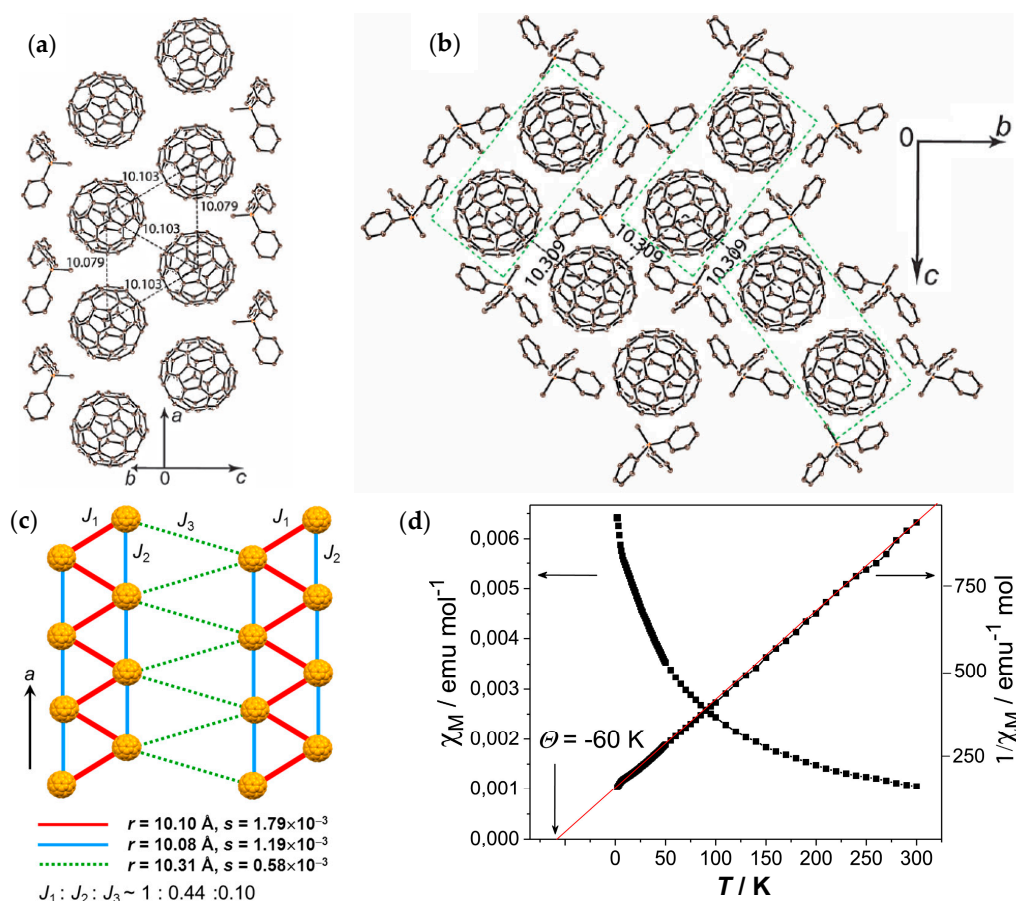 (a)
10.103
10.079
10.103
10.079
10.103
a
b
0
c
(b)
0
b
c
10.309
10.309
10.309
(c)
J1
J3
J1
J2
J2
a
r = 10.10 Å, s = 1.79×10⁻³
r = 10.08 Å, s = 1.19×10⁻³
r = 10.31 Å, s = 0.58×10⁻³
J1 : J2 : J3 ~ 1 : 0.44 :0.10
(d)
0,006
0,005
0,004
0,003
0,002
0,001
0,000
χM / emu mol⁻¹
750
500
250
1/χM / emu⁻¹ mol
Θ = -60 K
0 50 100 150 200 250 300
T / K